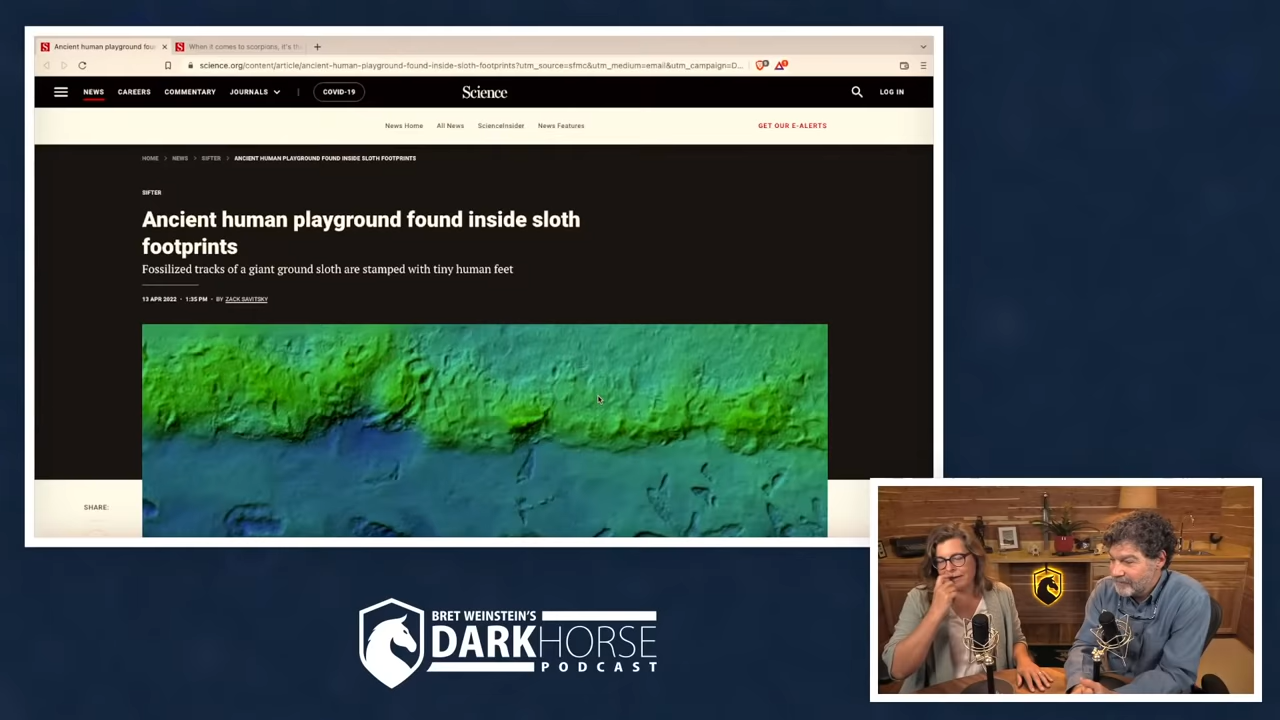 Ancient human playground fou
When it comes to scorpions, it's th
science.org/content/article/ancient-human-playground-found-inside-sloth-footprints?utm_source=sfmc&utm_medium=email&utm_campaign=D...
NEWS CAREERS COMMENTARY JOURNALS | COVID-19 Science LOG IN
News Home All News ScienceInsider News Features GET OUR E-ALERTS
HOME > NEWS > SIFTER > ANCIENT HUMAN PLAYGROUND FOUND INSIDE SLOTH FOOTPRINTS
SIFTER
Ancient human playground found inside sloth
footprints
Fossilized tracks of a giant ground sloth are stamped with tiny human feet
13 APR 2022 · 1:35 PM · BY ZACK SAVITSKY
SHARE:
BRET WEINSTEIN'S
DARKHORSE
PODCAST